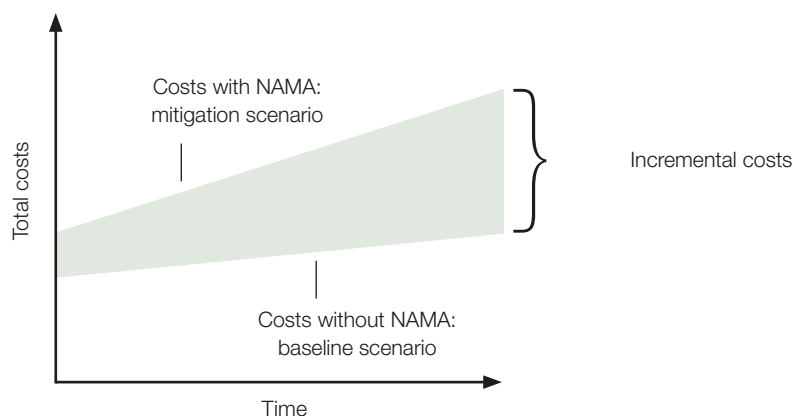 Costs with NAMA:
mitigation scenario
Total costs
Incremental costs
Costs without NAMA:
baseline scenario
Time